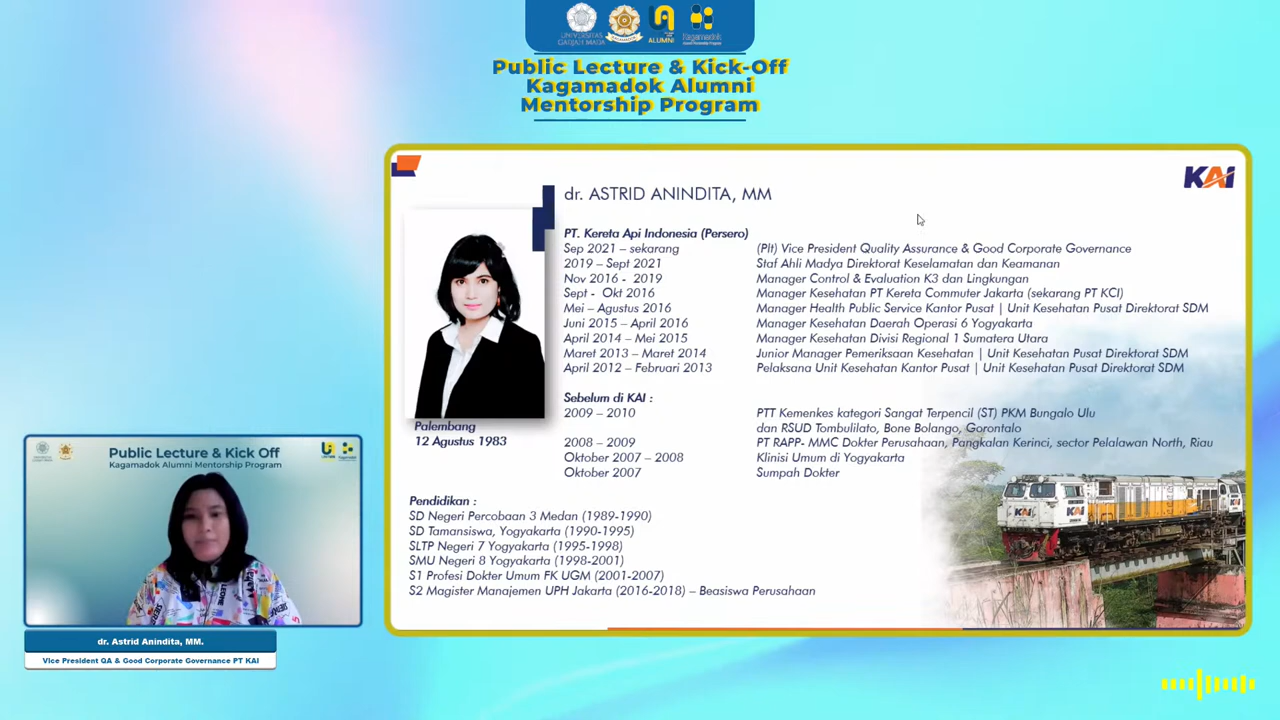 UNIVERSITAS
GADJAH MADA
ALUMNI
Kagamadok
Public Lecture & Kick-Off
Kagamadok Alumni
Mentorship Program
KAI
dr. ASTRID ANINDITA, MM
PT. Kereta Api Indonesia (Persero)
Sep 2021 – sekarang (Plt) Vice President Quality Assurance & Good Corporate Governance
2019 – Sept 2021 Staf Ahli Madya Direktorat Keselamatan dan Keamanan
Nov 2016 - 2019 Manager Control & Evaluation K3 dan Lingkungan
Sept - Okt 2016 Manager Kesehatan PT Kereta Commuter Jakarta (sekarang PT KCI)
Mei – Agustus 2016 Manager Health Public Service Kantor Pusat | Unit Kesehatan Pusat Direktorat SDM
Juni 2015 – April 2016 Manager Kesehatan Daerah Operasi 6 Yogyakarta
April 2014 – Mei 2015 Manager Kesehatan Divisi Regional 1 Sumatera Utara
Maret 2013 – Maret 2014 Junior Manager Pemeriksaan Kesehatan | Unit Kesehatan Pusat Direktorat SDM
April 2012 – Februari 2013 Pelaksana Unit Kesehatan Kantor Pusat | Unit Kesehatan Pusat Direktorat SDM
Sebelum di KAI :
2009 – 2010 PTT Kemenkes kategori Sangat Terpencil (ST) PKM Bungalo Ulu
dan RSUD Tombulilato, Bone Bolango, Gorontalo
2008 – 2009 PT RAPP- MMC Dokter Perusahaan, Pangkalan Kerinci, sector Pelalawan North, Riau
Oktober 2007 – 2008 Klinisi Umum di Yogyakarta
Oktober 2007 Sumpah Dokter
Palembang
12 Agustus 1983
Pendidikan :
SD Negeri Percobaan 3 Medan (1989-1990)
SD Tamansiswa, Yogyakarta (1990-1995)
SLTP Negeri 7 Yogyakarta (1995-1998)
SMU Negeri 8 Yogyakarta (1998-2001)
S1 Profesi Dokter Umum FK UGM (2001-2007)
S2 Magister Manajemen UPH Jakarta (2016-2018) – Beasiswa Perusahaan
KAI
KAI
Public Lecture & Kick Off
Kagamadok Alumni Mentorship Program
dr. Astrid Anindita, MM.
Vice President QA & Good Corporate Governance PT KAI